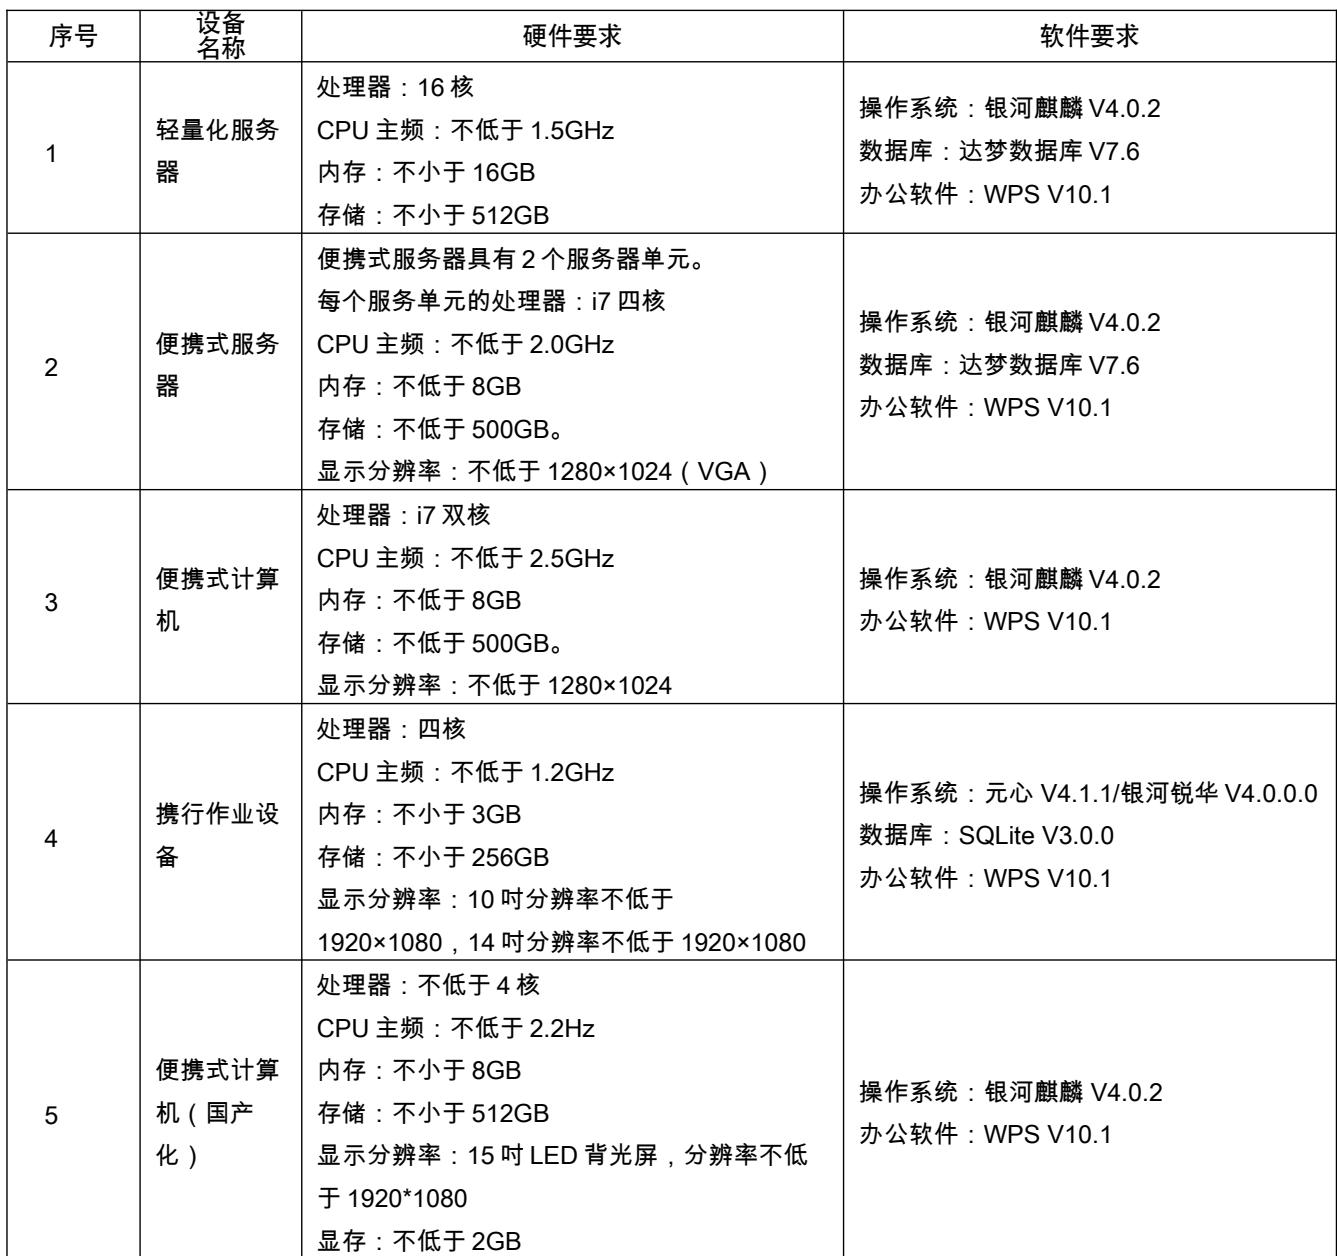 序号
设备
名称
硬件要求
软件要求
1
轻量化服务
器
处理器：16 核
CPU 主频：不低于 1.5GHz
内存：不小于 16GB
存储：不小于 512GB
操作系统：银河麒麟 V4.0.2
数据库：达梦数据库 V7.6
办公软件：WPS V10.1
2
便携式服务
器
便携式服务器具有 2 个服务器单元。
每个服务单元的处理器：i7 四核
CPU 主频：不低于 2.0GHz
内存：不低于 8GB
存储：不低于 500GB。
显示分辨率：不低于 1280×1024（VGA）
操作系统：银河麒麟 V4.0.2
数据库：达梦数据库 V7.6
办公软件：WPS V10.1
3
便携式计算
机
处理器：i7 双核
CPU 主频：不低于 2.5GHz
内存：不低于 8GB
存储：不低于 500GB。
显示分辨率：不低于 1280×1024
操作系统：银河麒麟 V4.0.2
办公软件：WPS V10.1
4
携行作业设
备
处理器：四核
CPU 主频：不低于 1.2GHz
内存：不小于 3GB
存储：不小于 256GB
显示分辨率：10 吋分辨率不低于
1920×1080，14 吋分辨率不低于 1920×1080
操作系统：元心 V4.1.1/银河锐华 V4.0.0.0
数据库：SQLite V3.0.0
办公软件：WPS V10.1
5
便携式计算
机（国产
化）
处理器：不低于 4 核
CPU 主频：不低于 2.2Hz
内存：不小于 8GB
存储：不小于 512GB
显示分辨率：15 吋 LED 背光屏，分辨率不低
于 1920*1080
显存：不低于 2GB
操作系统：银河麒麟 V4.0.2
办公软件：WPS V10.1